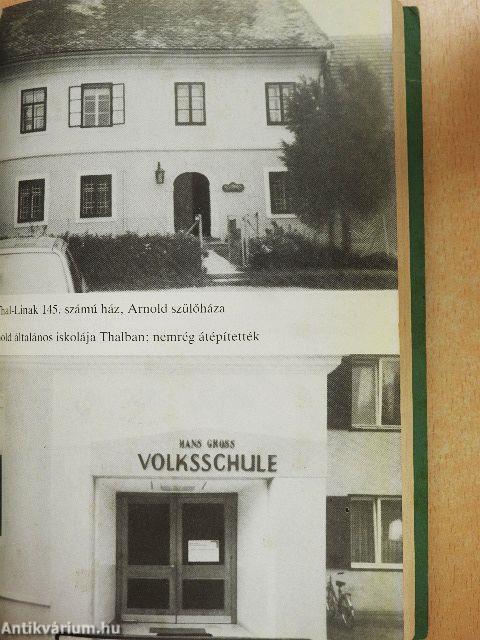 Thal-Linak 145. számú ház, Arnold szülőháza
old általános iskolája Thalban; nemrég átépítették
HANS GROSS
VOLKSSCHULE
Antikvárium.hu